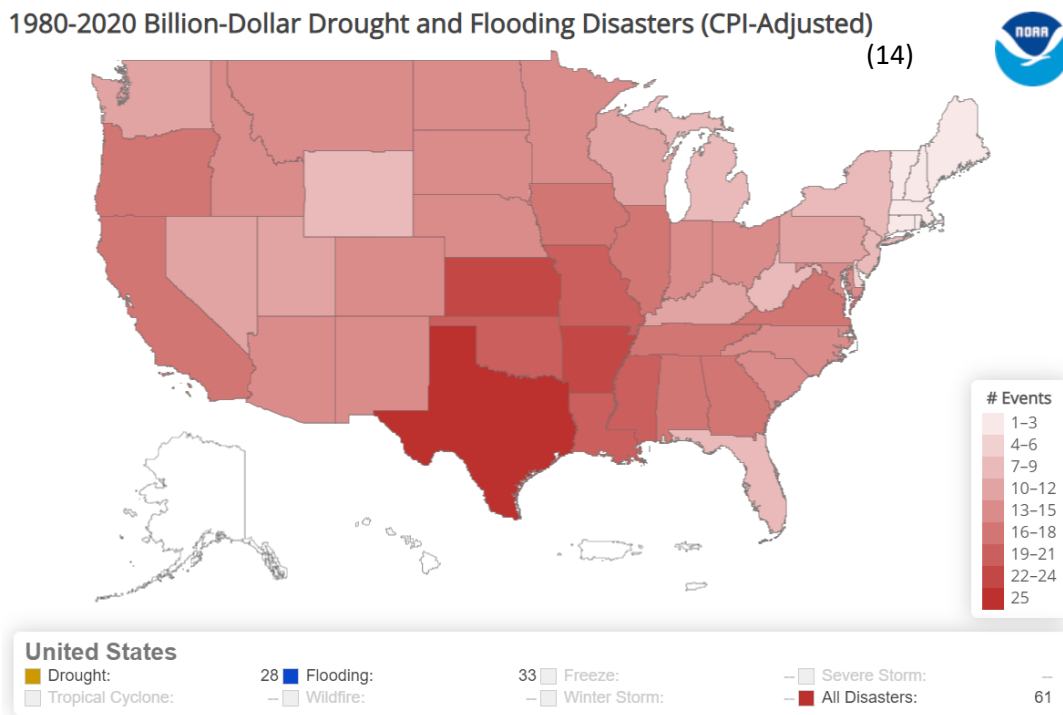 1980-2020 Billion-Dollar Drought and Flooding Disasters (CPI-Adjusted)
(14)
NOAA
# Events
1–3
4–6
7–9
10–12
13–15
16–18
19–21
22–24
25
United States
Drought: 28 Flooding: 33 Freeze: -- Severe Storm: --
Tropical Cyclone: -- Wildfire: -- Winter Storm: -- All Disasters: 61